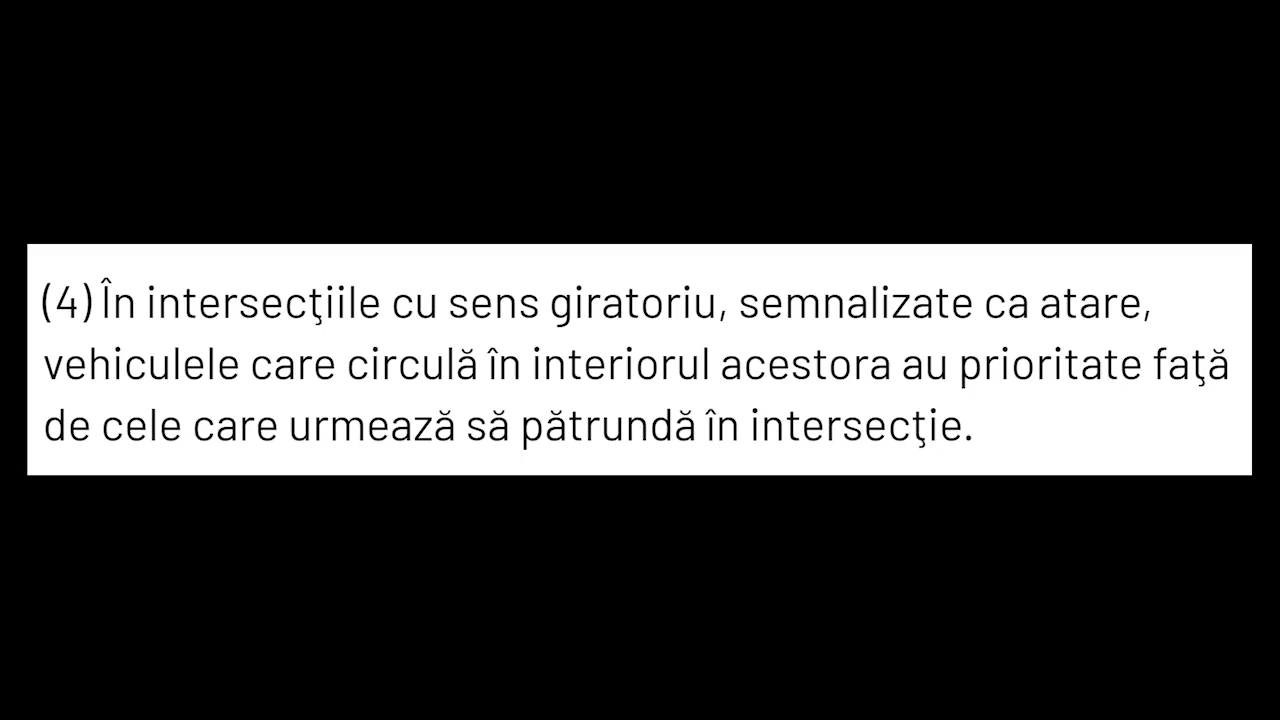 (4) În intersecţiile cu sens giratoriu, semnalizate ca atare,
vehiculele care circulă în interiorul acestora au prioritate faţă
de cele care urmează să pătrundă în intersecţie.